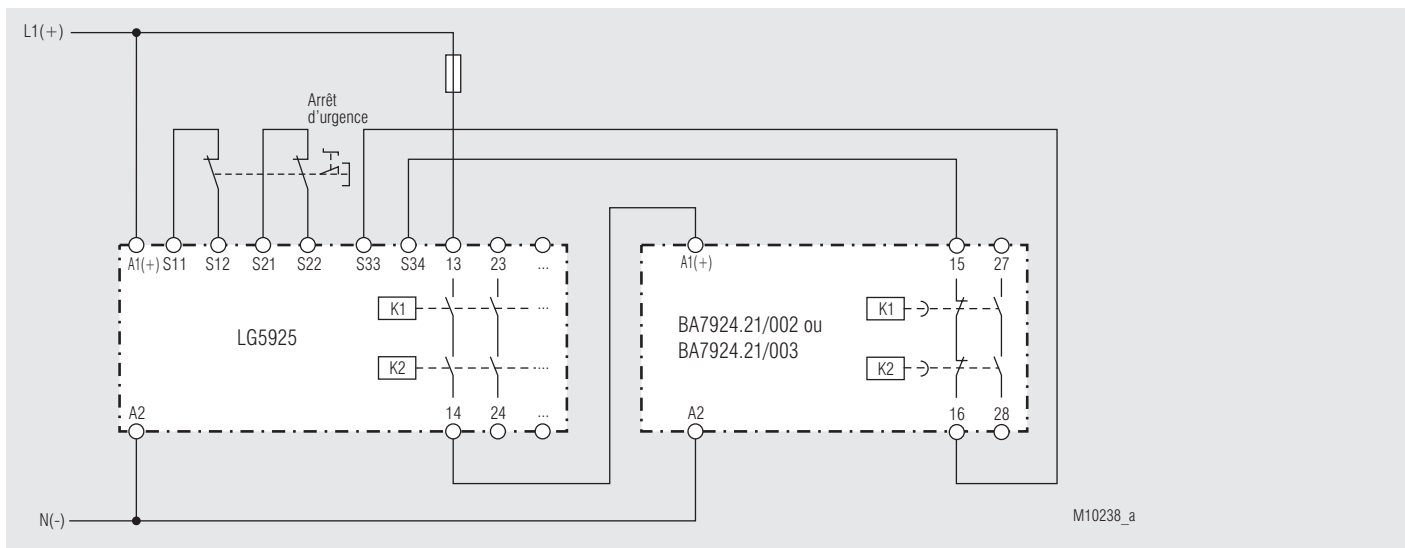 L1(+)
Arrêt
d'urgence
A1(+) S11 S12 S21 S22 S33 S34 13 23 ...
A1(+) 15 27
K1 ...
K1
LG5925
BA7924.21/002 ou
BA7924.21/003
K2 ....
K2
A2 14 24 ...
A2 16 28
N(-)
M10238_a